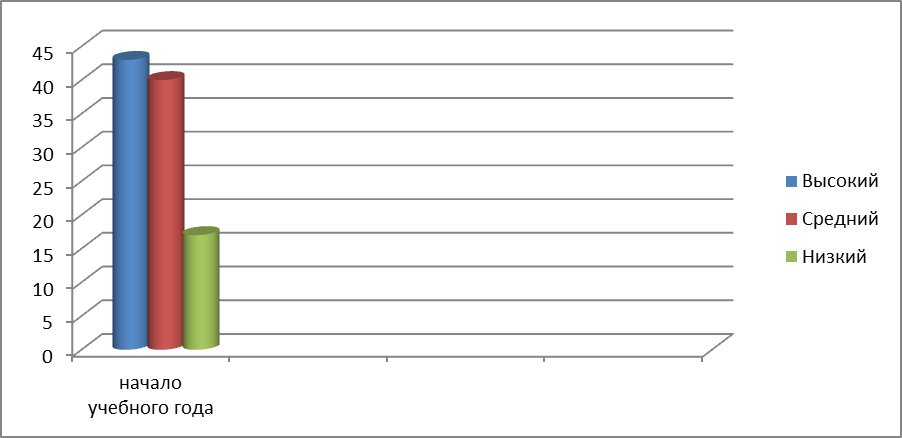 45
40
35
30
25
20
15
10
5
0
начало
учебного года
Высокий
Средний
Низкий